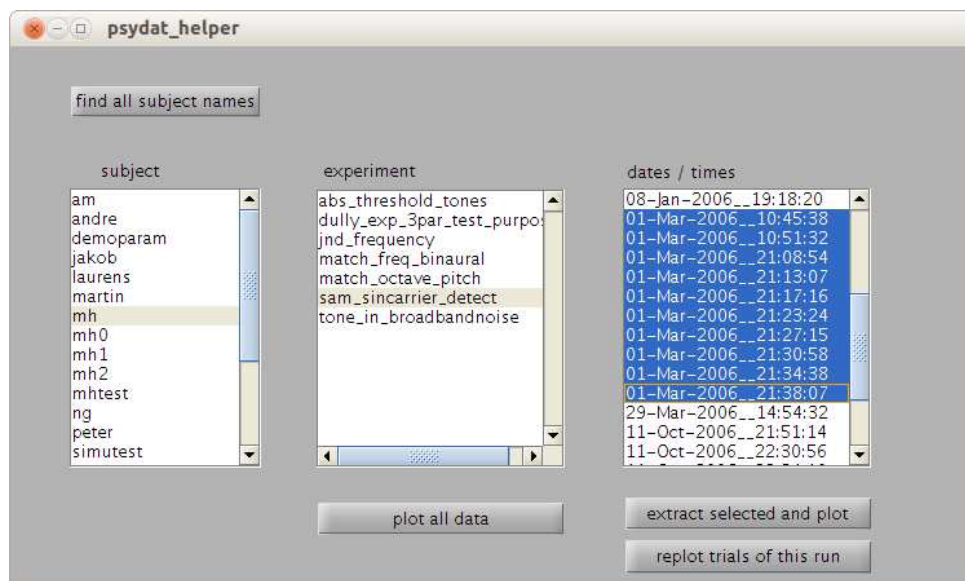 psydat_helper
find all subject names
subject
am
andre
demoparam
jakob
laurens
martin
mh
mh0
mh1
mh2
mhtest
ng
peter
simutest
experiment
abs_threshold_tones
dully_exp_3par_test_purpo
jnd_frequency
match_freq_binaural
match_octave_pitch
sam_sincarrier_detect
tone_in_broadbandnoise
plot all data
dates / times
08-Jan-2006__19:18:20
01-Mar-2006__10:45:38
01-Mar-2006__10:51:32
01-Mar-2006__21:08:54
01-Mar-2006__21:13:07
01-Mar-2006__21:17:16
01-Mar-2006__21:23:24
01-Mar-2006__21:27:15
01-Mar-2006__21:30:58
01-Mar-2006__21:34:38
01-Mar-2006__21:38:07
29-Mar-2006__14:54:32
11-Oct-2006__21:51:14
11-Oct-2006__22:30:56
extract selected and plot
replot trials of this run